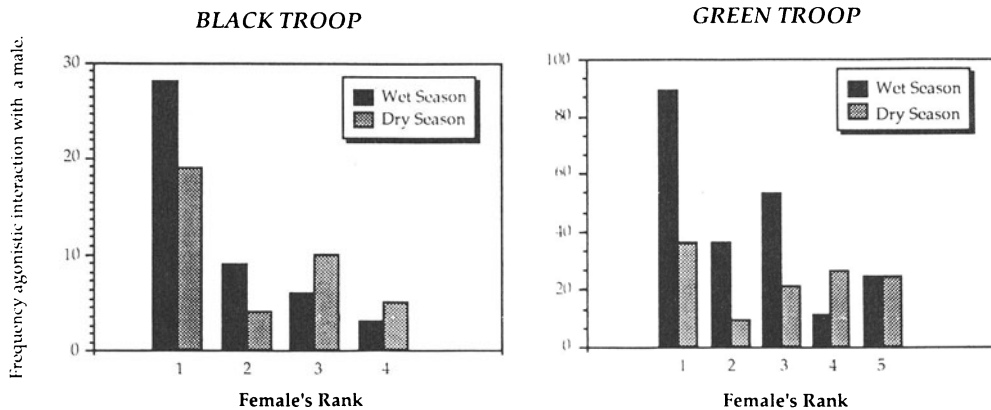 BLACK TROOP
Frequency agonistic interaction with a male.
30
20
10
0
Wet Season
Dry Season
1 2 3 4
Female's Rank
GREEN TROOP
100
80
60
40
20
0
Wet Season
Dry Season
1 2 3 4 5
Female's Rank